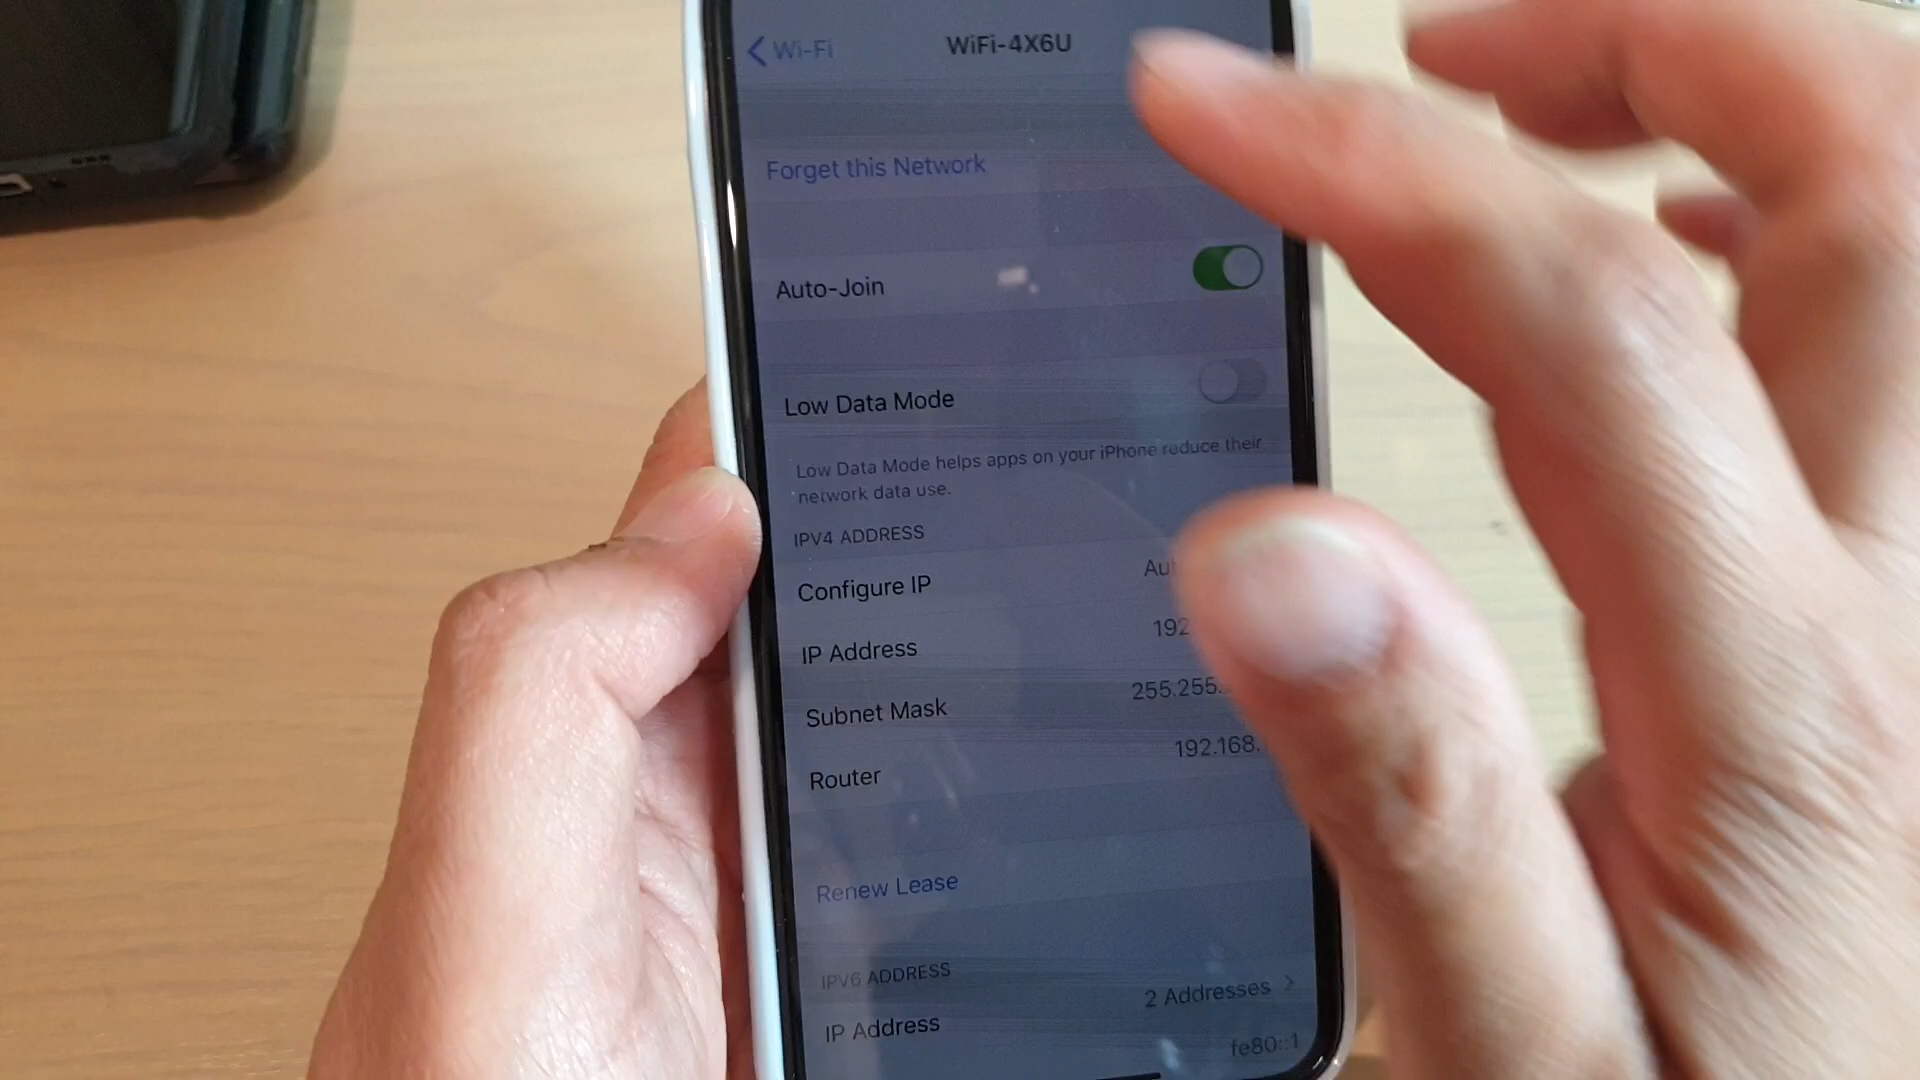 Wi-Fi
WiFi-4X6U
Forget this Network
Auto-Join
Low Data Mode
Low Data Mode helps apps on your iPhone reduce their
network data use.
IPV4 ADDRESS
Configure IP
IP Address 192.
Subnet Mask 255.255.
Router 192.168.
Renew Lease
IPV6 ADDRESS
IP Address 2 Addresses
fe80::1